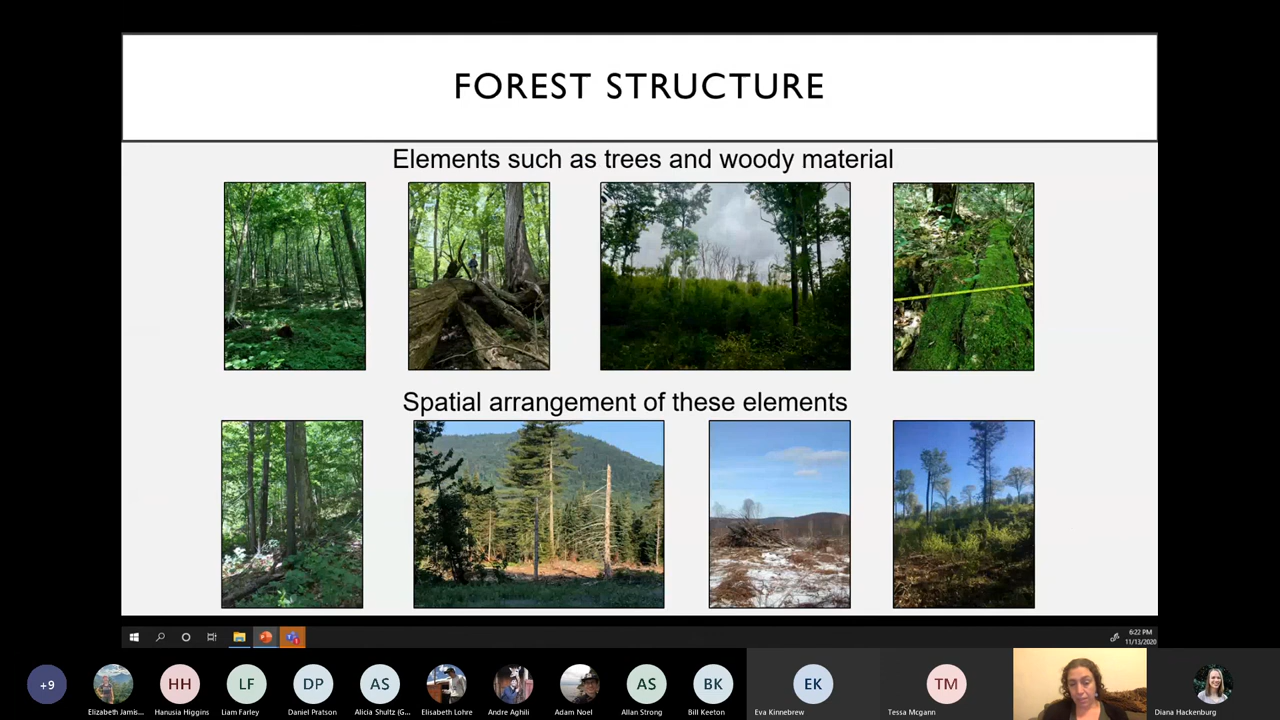 FOREST STRUCTURE
Elements such as trees and woody material
Spatial arrangement of these elements
6:22 PM
11/13/2020
+9
HH
LF
DP
AS
AS
BK
EK
TM
Elizabeth Jamis...
Hanusia Higgins
Liam Farley
Daniel Pratson
Alicia Shultz (G...
Elisabeth Lohre
Andre Aghili
Adam Noel
Allan Strong
Bill Keeton
Eva Kinnebrew
Tessa Mcgann
Diana Hackenburg